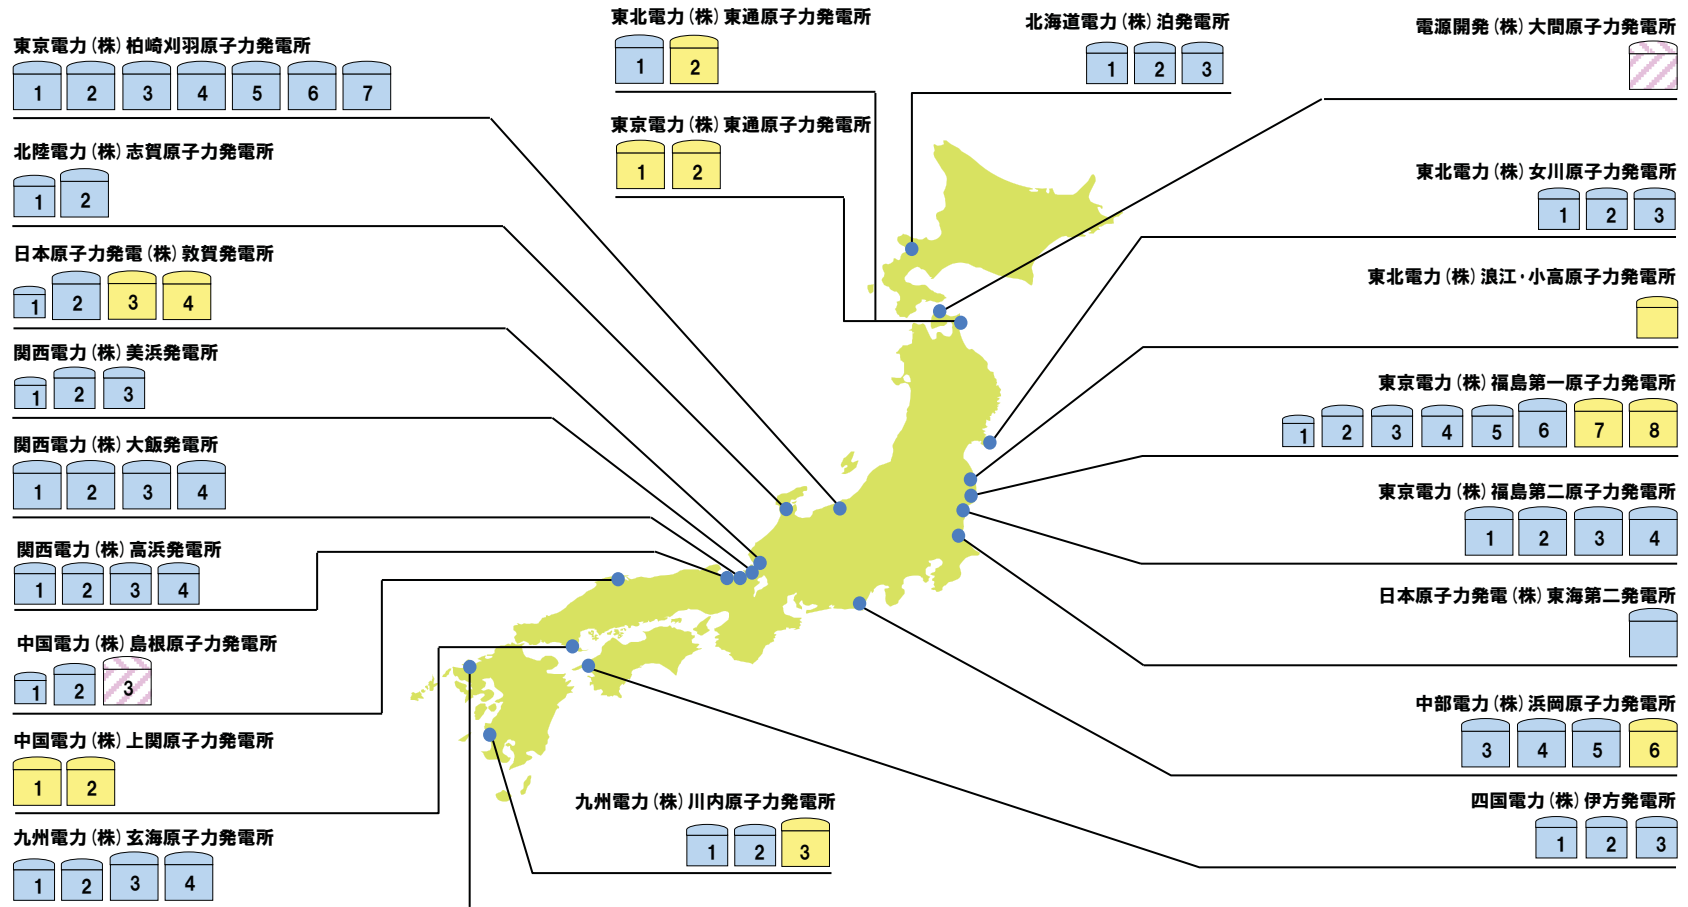 東京電力(株)柏崎刈羽原子力発電所
1 2 3 4 5 6 7
北陸電力(株)志賀原子力発電所
1 2
日本原子力発電(株)敦賀発電所
1 2 3 4
関西電力(株)美浜発電所
1 2 3
関西電力(株)大飯発電所
1 2 3 4
関西電力(株)高浜発電所
1 2 3 4
中国電力(株)島根原子力発電所
1 2 3
中国電力(株)上関原子力発電所
1 2
九州電力(株)玄海原子力発電所
1 2 3 4
東北電力(株)東通原子力発電所
1 2
東京電力(株)東通原子力発電所
1 2
九州電力(株)川内原子力発電所
1 2 3
北海道電力(株)泊発電所
1 2 3
電源開発(株)大間原子力発電所
東北電力(株)女川原子力発電所
1 2 3
東北電力(株)浪江・小高原子力発電所
東京電力(株)福島第一原子力発電所
1 2 3 4 5 6 7 8
東京電力(株)福島第二原子力発電所
1 2 3 4
日本原子力発電(株)東海第二発電所
中部電力(株)浜岡原子力発電所
3 4 5 6
四国電力(株)伊方発電所
1 2 3